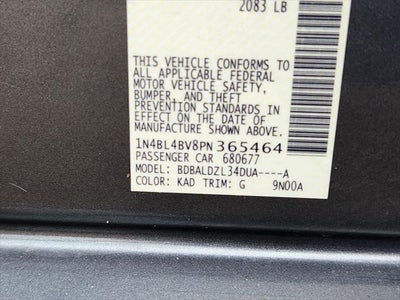 2083 LB
THIS VEHICLE CONFORMS TO
ALL APPLICABLE FEDERAL
MOTOR VEHICLE SAFETY,
BUMPER, AND THEFT
PREVENTION STANDARDS IN
EFFECT ON THE DATE OF
MANUFACTURE SHOWN ABOVE.
1N4BL4BV8PN365464
PASSENGER CAR 680677
MODEL: BDBALDZL34DUA----A
COLOR: KAD TRIM: G 9N00A